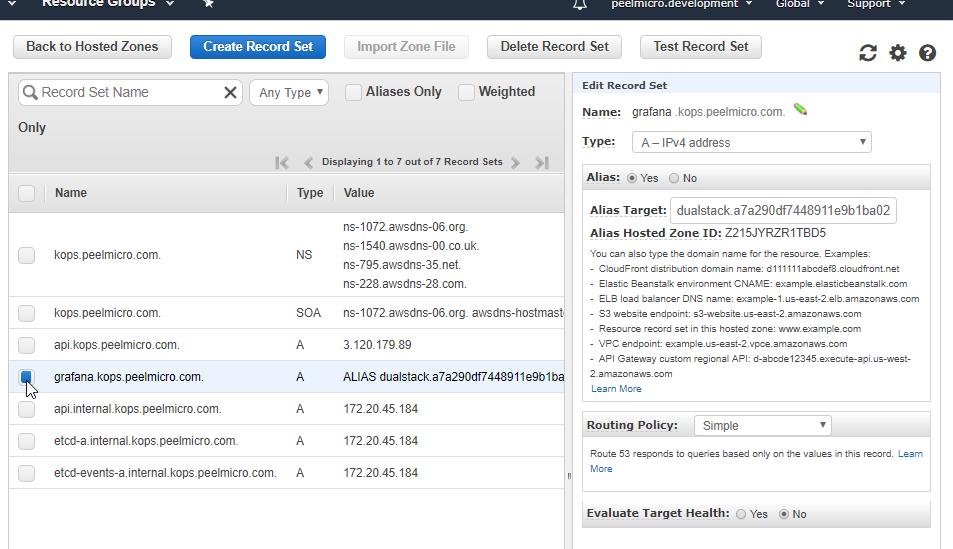 Resource Groups
peelmicro.development
Global
Support
Back to Hosted Zones
Create Record Set
Import Zone File
Delete Record Set
Test Record Set
Record Set Name
Any Type
Aliases Only
Weighted
Only
Displaying 1 to 7 out of 7 Record Sets
Name Type Value
kops.peelmicro.com. NS
ns-1072.awsdns-06.org.
ns-1540.awsdns-00.co.uk.
ns-795.awsdns-35.net.
ns-228.awsdns-28.com.
kops.peelmicro.com. SOA ns-1072.awsdns-06.org. awsdns-hostmaste
api.kops.peelmicro.com. A 3.120.179.89
grafana.kops.peelmicro.com. A ALIAS dualstack.a7a290df7448911e9b1ba
api.internal.kops.peelmicro.com. A 172.20.45.184
etcd-a.internal.kops.peelmicro.com. A 172.20.45.184
etcd-events-a.internal.kops.peelmicro.com. A 172.20.45.184
Edit Record Set
Name: grafana .kops.peelmicro.com.
Type: A – IPv4 address
Alias: Yes No
Alias Target: dualstack.a7a290df7448911e9b1ba02
Alias Hosted Zone ID: Z215JYRZR1TBD5
You can also type the domain name for the resource. Examples:
- CloudFront distribution domain name: d111111abcdef8.cloudfront.net
- Elastic Beanstalk environment CNAME: example.elasticbeanstalk.com
- ELB load balancer DNS name: example-1.us-east-2.elb.amazonaws.com
- S3 website endpoint: s3-website.us-east-2.amazonaws.com
- Resource record set in this hosted zone: www.example.com
- VPC endpoint: example.us-east-2.vpce.amazonaws.com
- API Gateway custom regional API: d-abcde12345.execute-api.us-west-
2.amazonaws.com
Learn More
Routing Policy: Simple
Route 53 responds to queries based only on the values in this record. Learn
More
Evaluate Target Health: Yes No